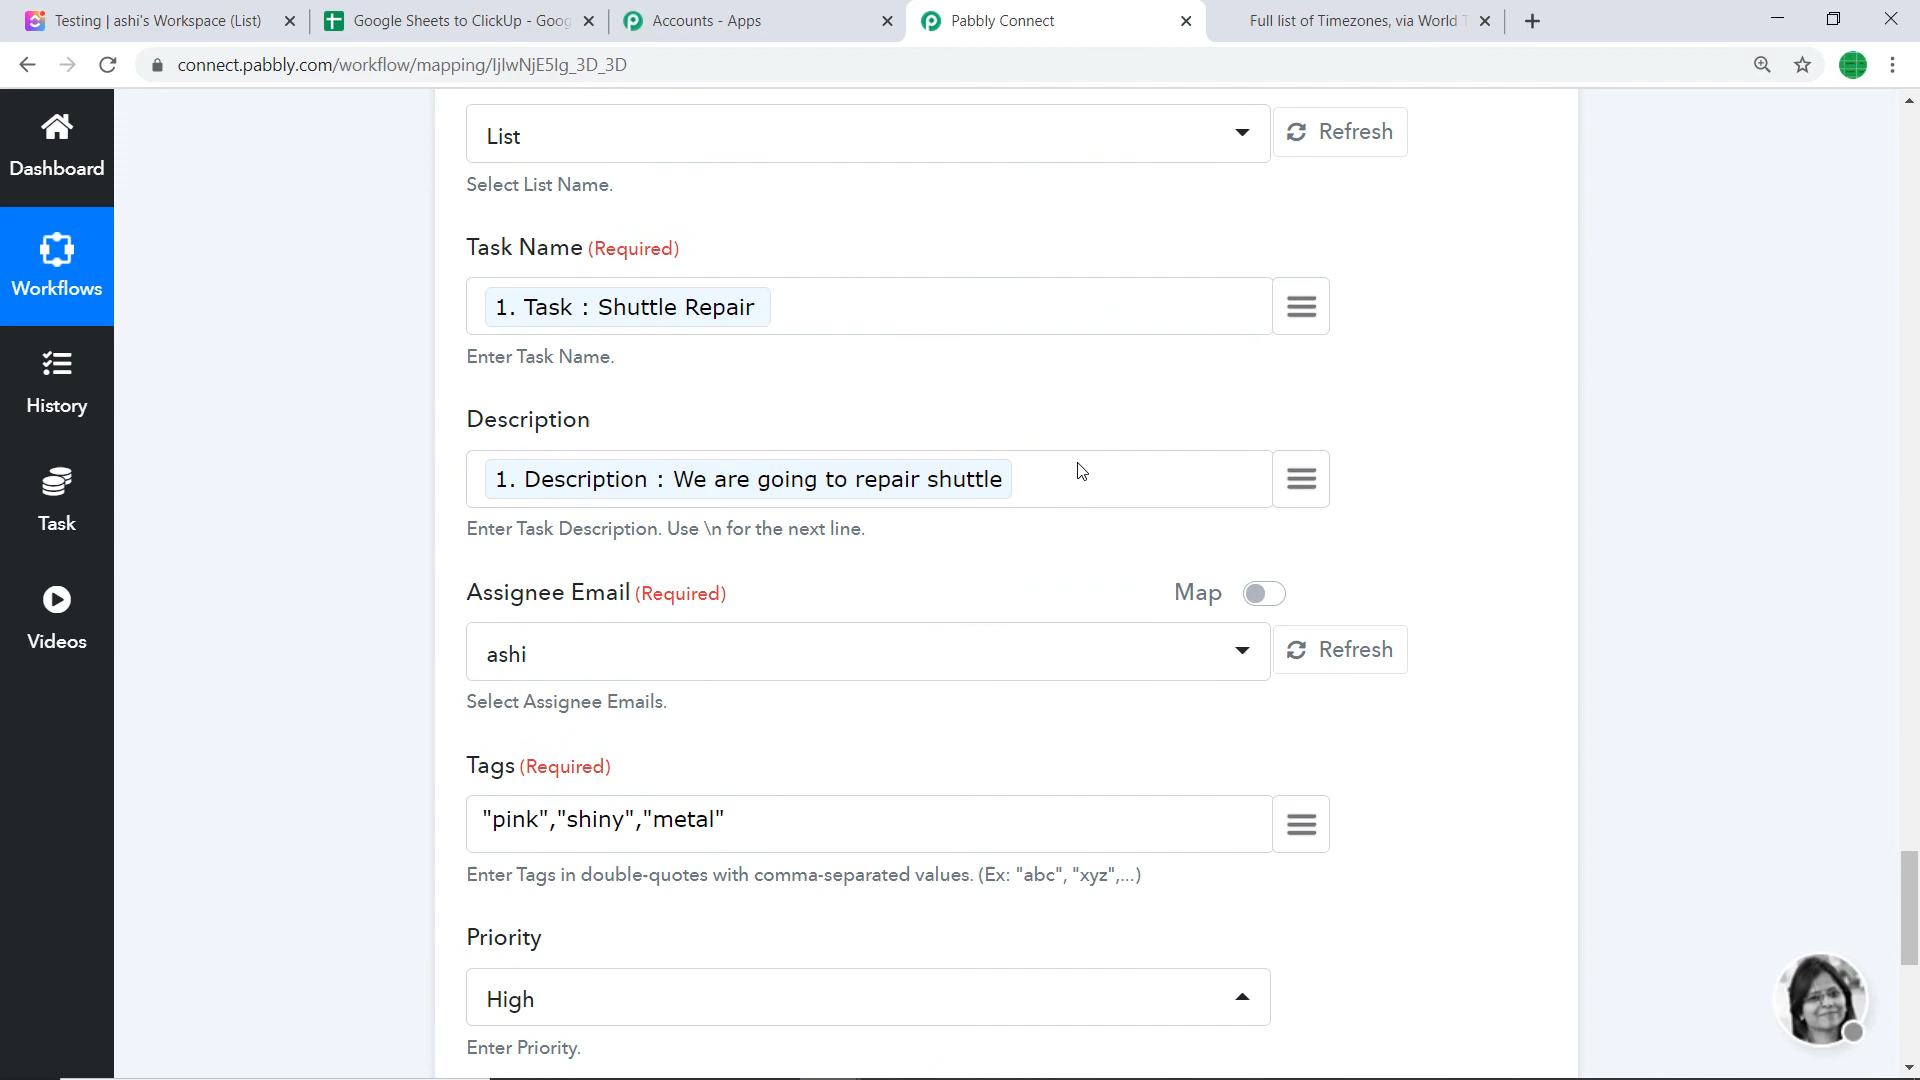 Testing | ashi's Workspace (List)
Google Sheets to ClickUp - Goog
Accounts - Apps
Pabbly Connect
Full list of Timezones, via World T
connect.pabbly.com/workflow/mapping/IjIwNjE5Ig_3D_3D
Dashboard
Workflows
History
Task
Videos
List
Refresh
Select List Name.
Task Name (Required)
1. Task : Shuttle Repair
Enter Task Name.
Description
1. Description : We are going to repair shuttle
Enter Task Description. Use \n for the next line.
Assignee Email (Required)
Map
ashi
Refresh
Select Assignee Emails.
Tags (Required)
"pink","shiny","metal"
Enter Tags in double-quotes with comma-separated values. (Ex: "abc", "xyz",...)
Priority
High
Enter Priority.